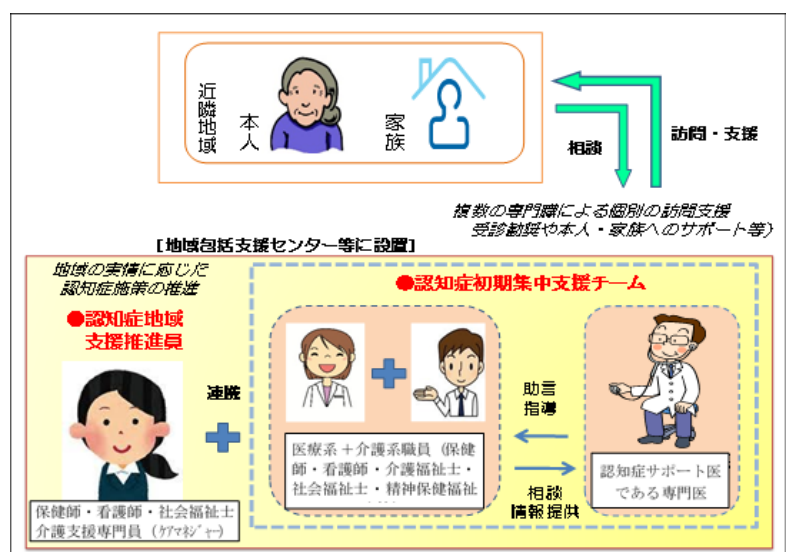 近隣地域
本人
家族
相談
訪問・支援
複数の専門職による個別の訪問支援
受診勧奨や本人・家族へのサポート等）
[地域包括支援センター等に設置]
地域の実情に応じた
認知症施策の推進
●認知症地域
支援推進員
連携
保健師・看護師・社会福祉士
介護支援専門員（ｹｱﾏﾈｼﾞｬｰ）
●認知症初期集中支援チーム
医療系＋介護系職員（保健
師・看護師・介護福祉士・
社会福祉士・精神保健福祉
助言
指導
相談
情報提供
認知症サポート医
である専門医